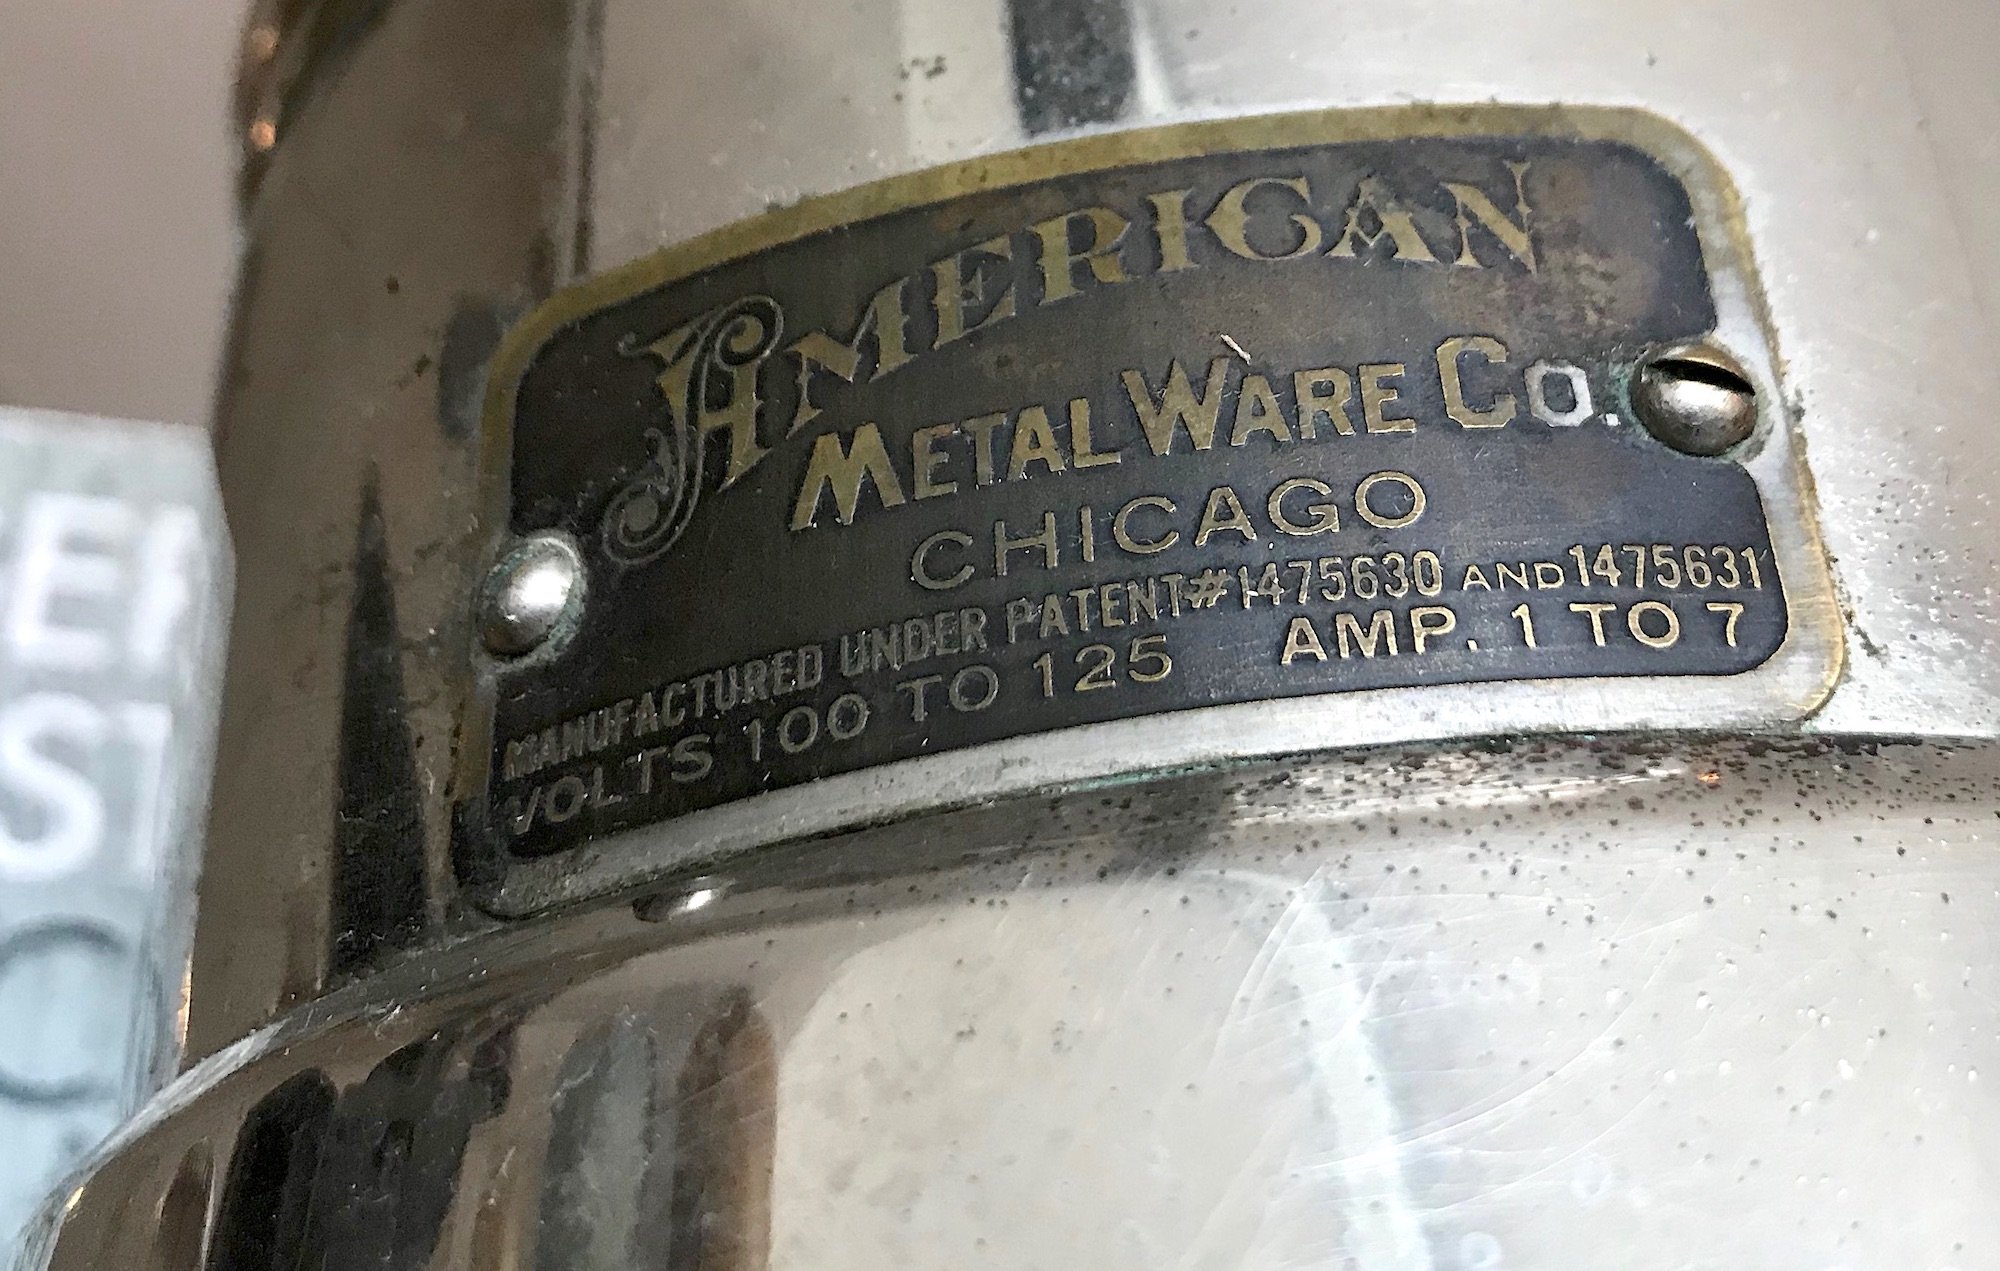 AMERICAN
METAL WARE CO.
CHICAGO
MANUFACTURED UNDER PATENT # 1475630 AND 1475631
VOLTS 100 TO 125 AMP. 1 TO 7